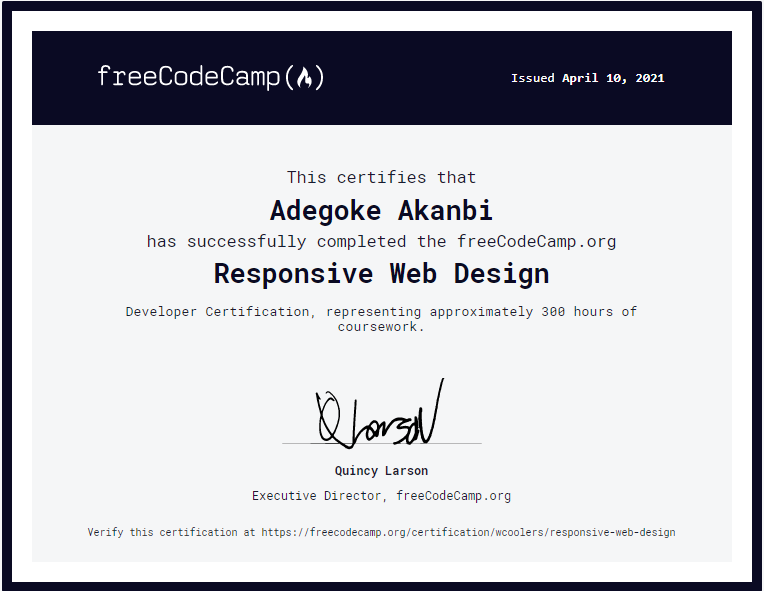 freeCodeCamp(🔥)
Issued April 10, 2021
This certifies that
Adegoke Akanbi
has successfully completed the freeCodeCamp.org
Responsive Web Design
Developer Certification, representing approximately 300 hours of
coursework.
Q Larson
Quincy Larson
Executive Director, freeCodeCamp.org
Verify this certification at https://freecodecamp.org/certification/wcoolers/responsive-web-design